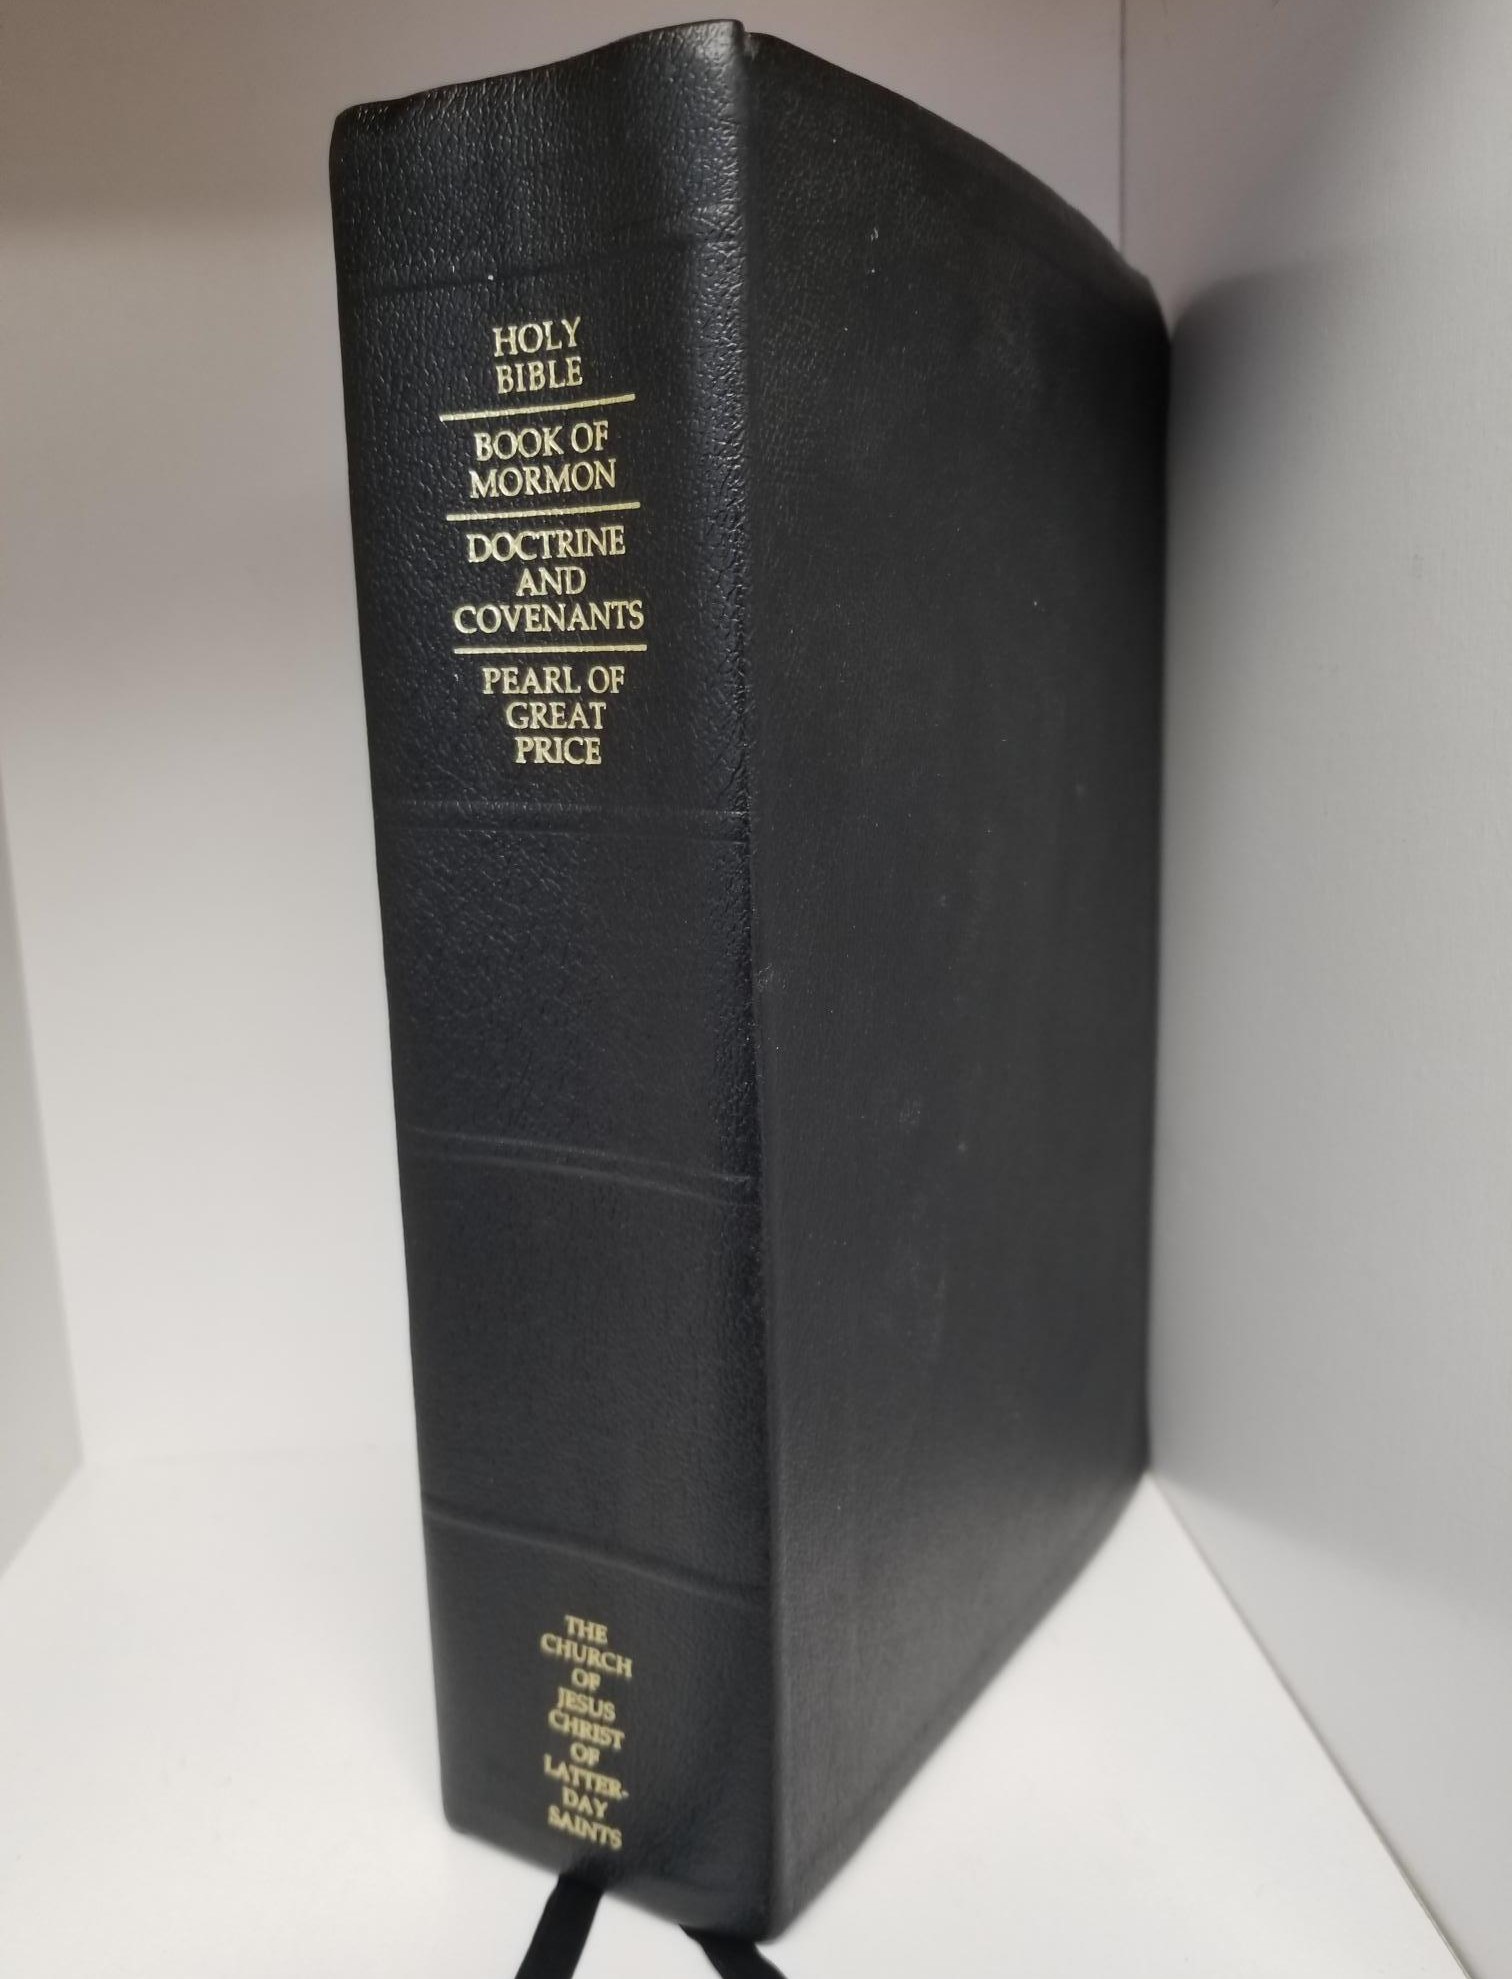 HOLY
BIBLE
BOOK OF
MORMON
DOCTRINE
AND
COVENANTS
PEARL OF
GREAT
PRICE
THE
CHURCH
OF
JESUS
CHRIST
OF
LATTER-
DAY
SAINTS